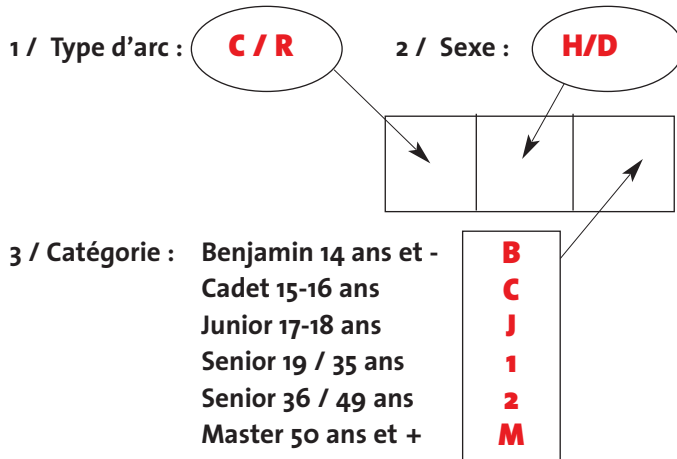 1 / Type d'arc : C / R 2 / Sexe : H/D
3 / Catégorie : Benjamin 14 ans et - B
Cadet 15-16 ans C
Junior 17-18 ans J
Senior 19 / 35 ans 1
Senior 36 / 49 ans 2
Master 50 ans et + M